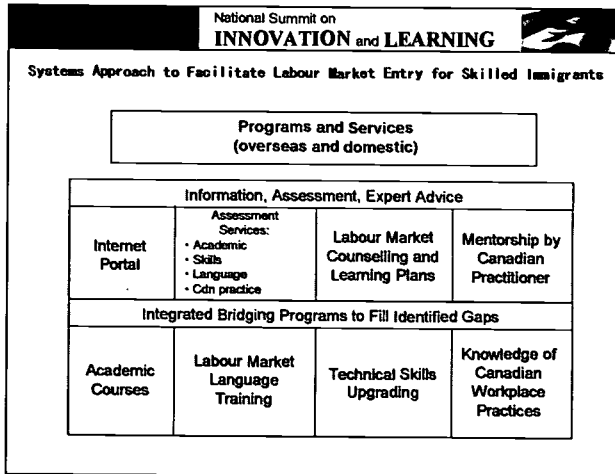 National Summit on
INNOVATION and LEARNING
Systems Approach to Facilitate Labour Market Entry for Skilled Immigrants
Programs and Services
(overseas and domestic)
Information, Assessment, Expert Advice
Internet
Portal
Assessment
Services:
• Academic
• Skills
• Language
• Cdn practice
Labour Market
Counselling and
Learning Plans
Mentorship by
Canadian
Practitioner
Integrated Bridging Programs to Fill Identified Gaps
Academic
Courses
Labour Market
Language
Training
Technical Skills
Upgrading
Knowledge of
Canadian
Workplace
Practices